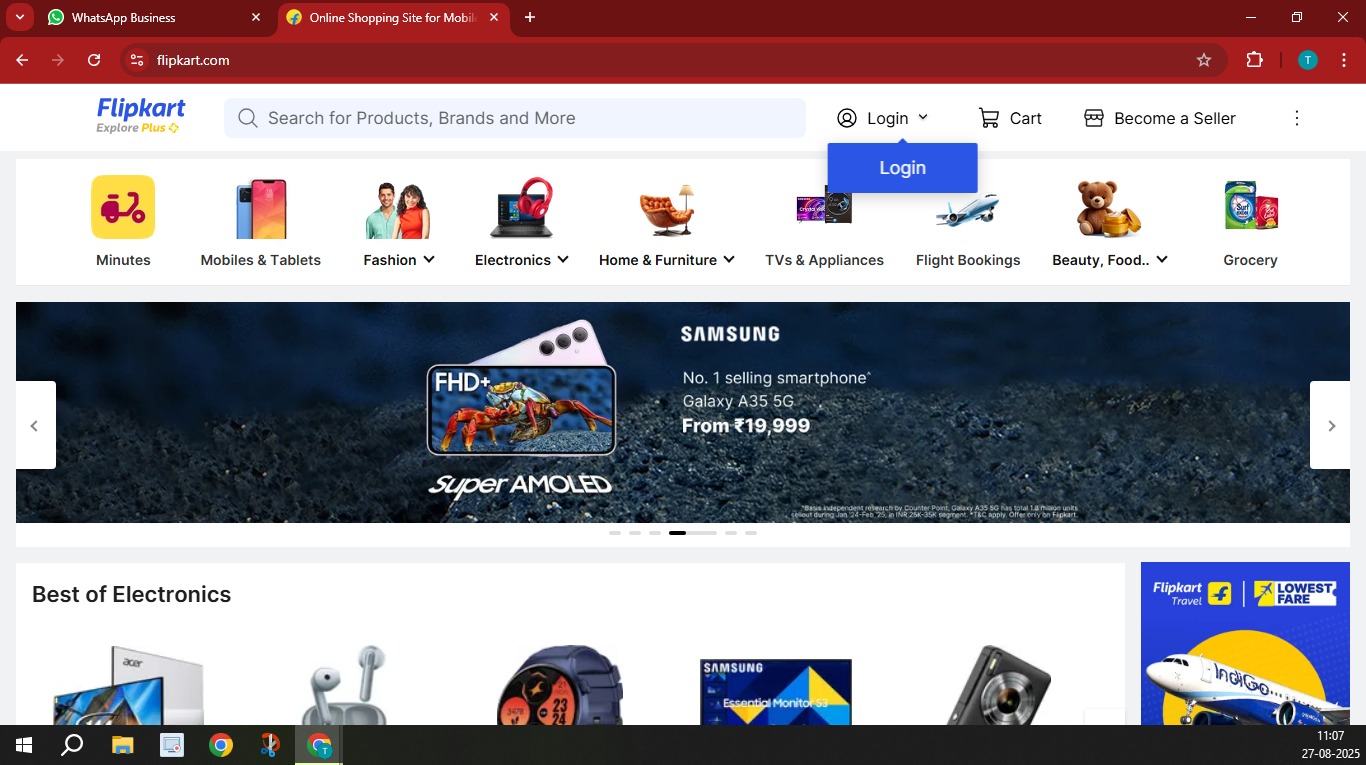 WhatsApp Business
Online Shopping Site for Mobil
flipkart.com
T
Flipkart
Explore Plus
Search for Products, Brands and More
Login
Cart
Become a Seller
Login
Minutes
Mobiles & Tablets
Fashion
Electronics
Home & Furniture
TVs & Appliances
Flight Bookings
Beauty, Food..
Grocery
SAMSUNG
FHD+
No. 1 selling smartphone^
Galaxy A35 5G
From ₹19,999
Super AMOLED
^Basis independent research by Counter Point, Galaxy A35 5G has total 1.8 million units
sellout during Jan '24-Feb '25, in INR 25K-35K segment. *T&C apply. Offer only on Flipkart.
Best of Electronics
Flipkart
Travel
LOWEST
FARE
acer
SAMSUNG
Essential Monitor S3
23
24
IndiGo
T
11:07
27-08-2025